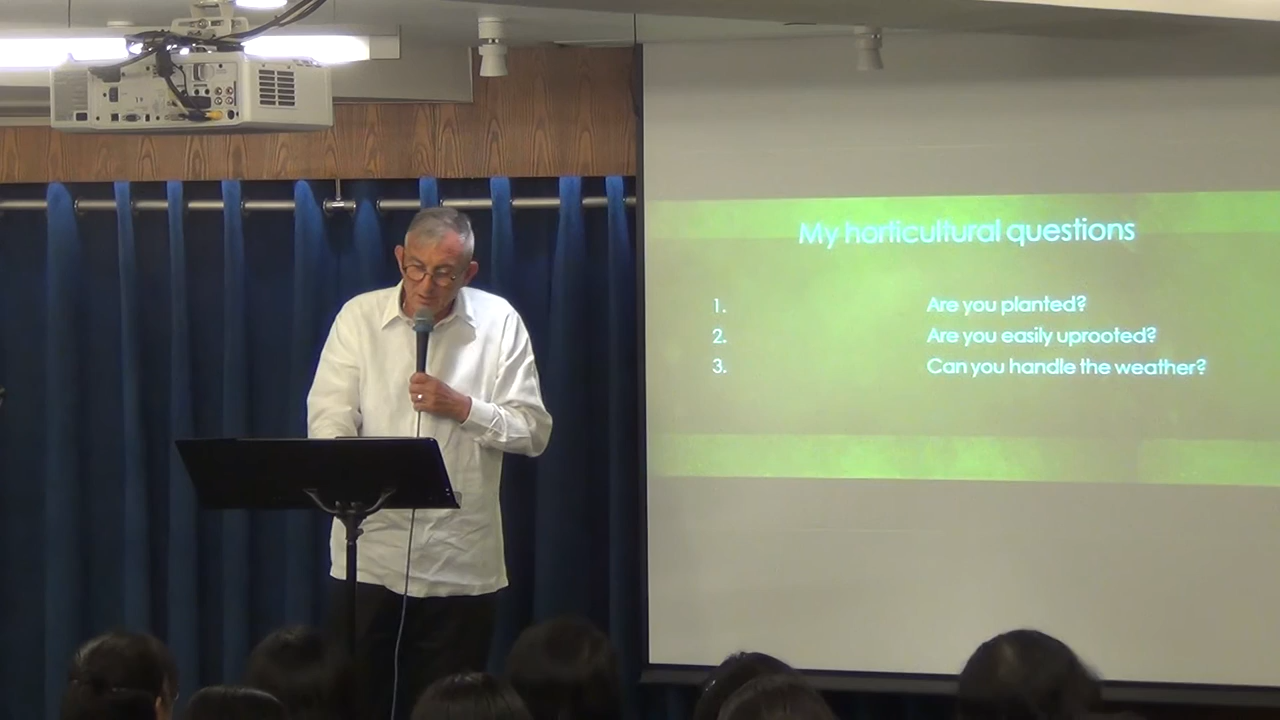 My horticultural questions
1. Are you planted?
2. Are you easily uprooted?
3. Can you handle the weather?